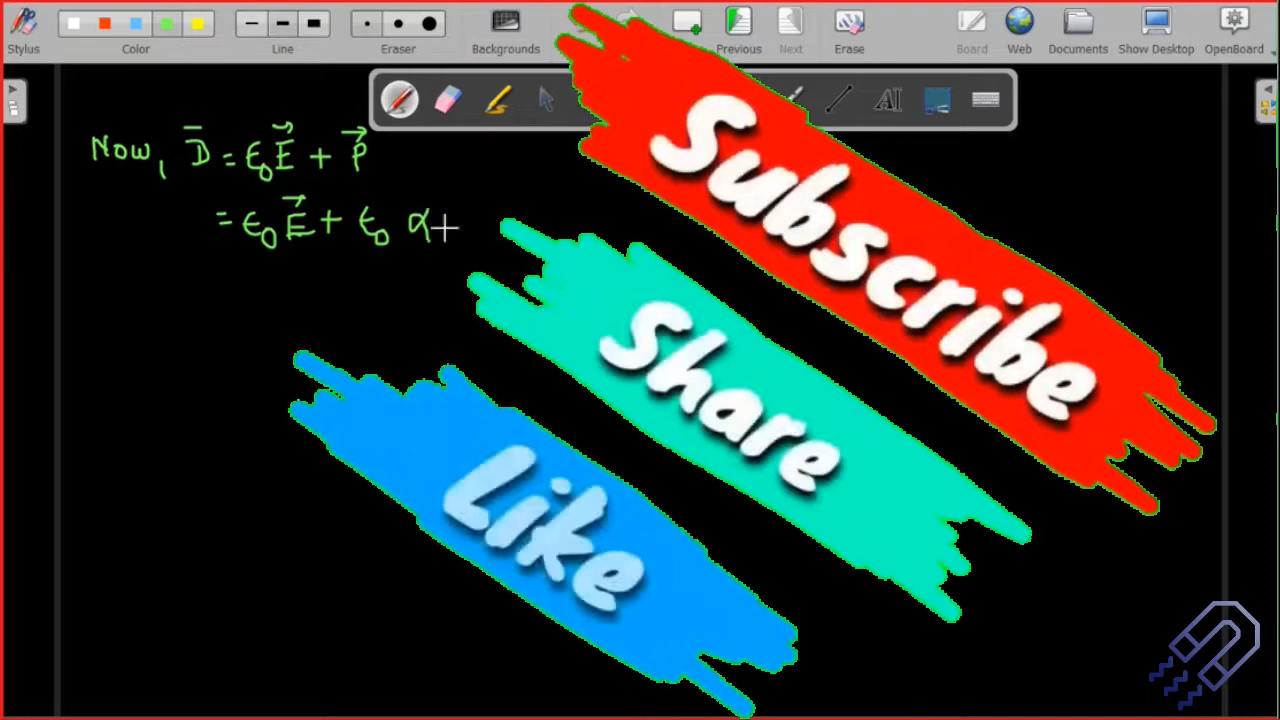 Stylus Color Line Eraser Backgrounds Previous Next Erase Board Web Documents Show Desktop OpenBoard
AI
Now, D̅ = ε₀E⃗ + P⃗
= ε₀E⃗ + ε₀ α
Subscribe
Share
Like